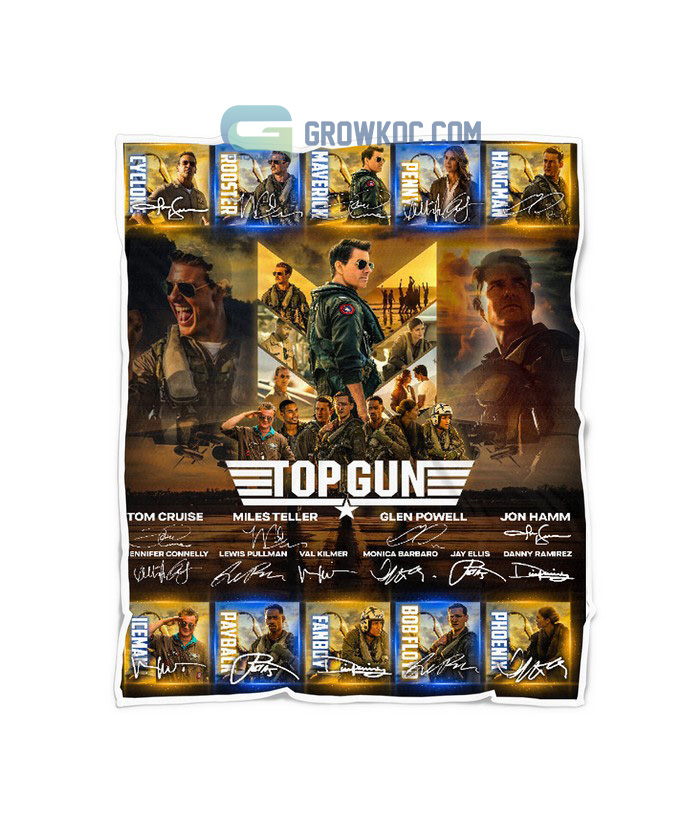 GROWKOC.COM
CYCLONE
ROOSTER
MAVERICK
PENNY
HANGMAN
TOP GUN
TOM CRUISE MILES TELLER GLEN POWELL JON HAMM
JENNIFER CONNELLY LEWIS PULLMAN VAL KILMER MONICA BARBARO JAY ELLIS DANNY RAMIREZ
ICEMAN
PAYBACK
FANBOY
BOB FLOYD
PHOENIX